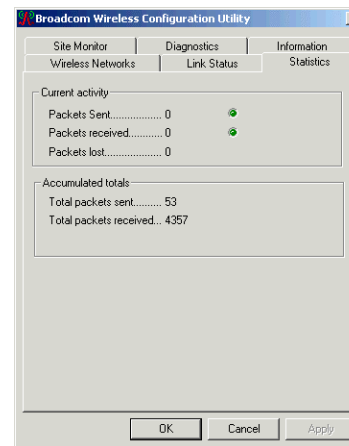 Broadcom Wireless Configuration Utility
Site Monitor Diagnostics Information
Wireless Networks Link Status Statistics
Current activity
Packets Sent................. 0
Packets received........... 0
Packets lost................. 0
Accumulated totals
Total packets sent.......... 53
Total packets received... 4357
OK Cancel Apply